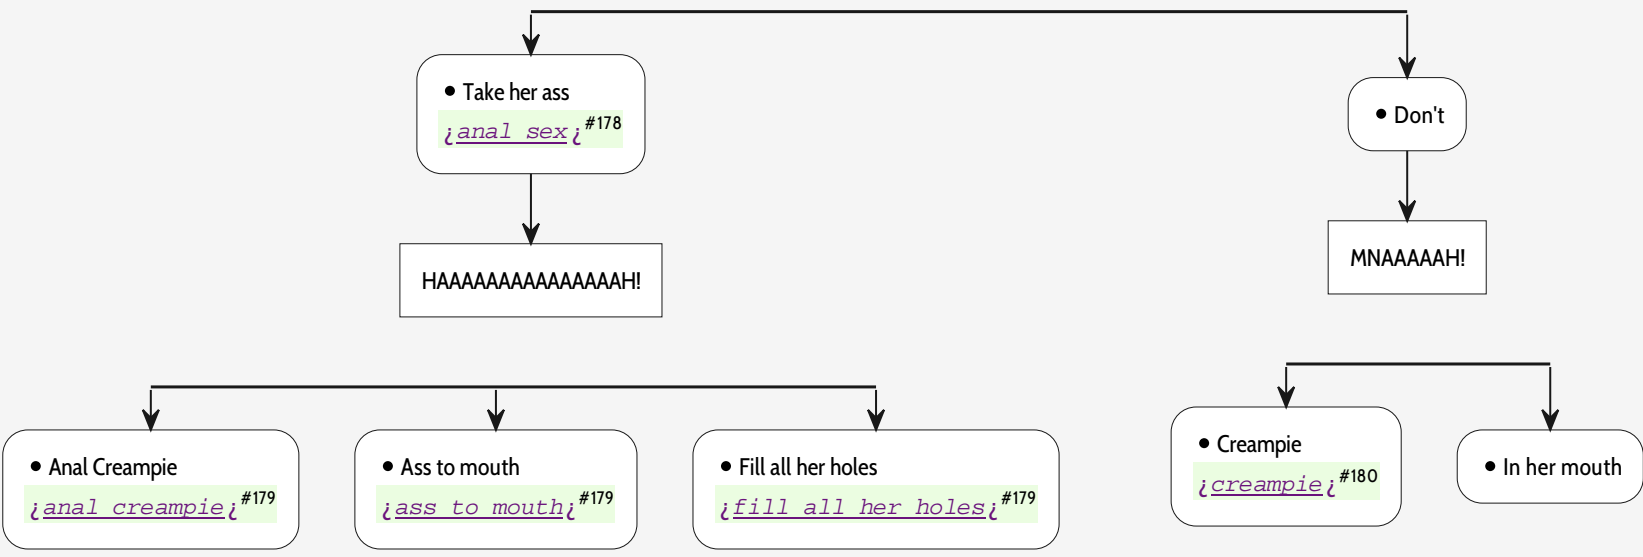 • Take her ass
¿anal sex¿#178
• Don't
HAAAAAAAAAAAAAAAH!
MNAAAAAH!
• Anal Creampie
¿anal creampie¿#179
• Ass to mouth
¿ass to mouth¿#179
• Fill all her holes
¿fill all her holes¿#179
• Creampie
¿creampie¿#180
• In her mouth